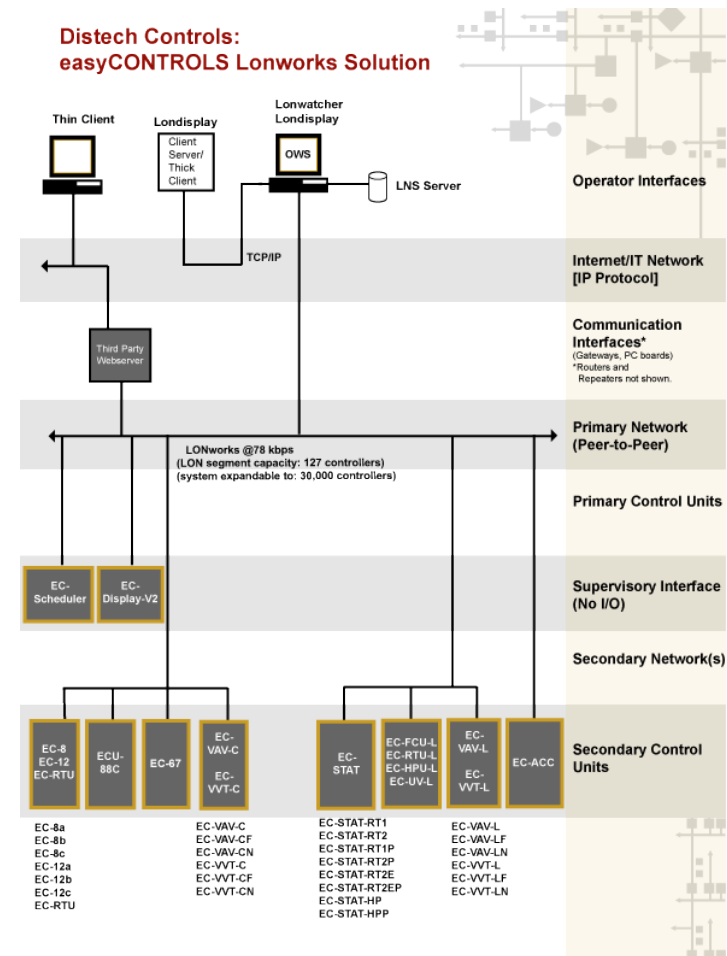 Distech Controls:
easyCONTROLS Lonworks Solution
Thin Client
Londisplay
Lonwatcher
Londisplay
Client
Server/
Thick
Client
OWS
LNS Server
Operator Interfaces
TCP/IP
Internet/IT Network
[IP Protocol]
Third Party
Webserver
Communication
Interfaces*
(Gateways, PC boards)
*Routers and
Repeaters not shown.
Primary Network
(Peer-to-Peer)
LONworks @78 kbps
(LON segment capacity: 127 controllers)
(system expandable to: 30,000 controllers)
Primary Control Units
EC-
Scheduler
EC-
Display-V2
Supervisory Interface
(No I/O)
Secondary Network(s)
EC-8
EC-12
EC-RTU
ECU-
88C
EC-67
EC-
VAV-C
EC-
VVT-C
EC-
STAT
EC-FCU-L
EC-RTU-L
EC-HPU-L
EC-UV-L
EC-
VAV-L
EC-
VVT-L
EC-ACC
Secondary Control
Units
EC-8a
EC-8b
EC-8c
EC-12a
EC-12b
EC-12c
EC-RTU
EC-VAV-C
EC-VAV-CF
EC-VAV-CN
EC-VVT-C
EC-VVT-CF
EC-VVT-CN
EC-STAT-RT1
EC-STAT-RT2
EC-STAT-RT1P
EC-STAT-RT2P
EC-STAT-RT2E
EC-STAT-RT2EP
EC-STAT-HP
EC-STAT-HPP
EC-VAV-L
EC-VAV-LF
EC-VAV-LN
EC-VVT-L
EC-VVT-LF
EC-VVT-LN